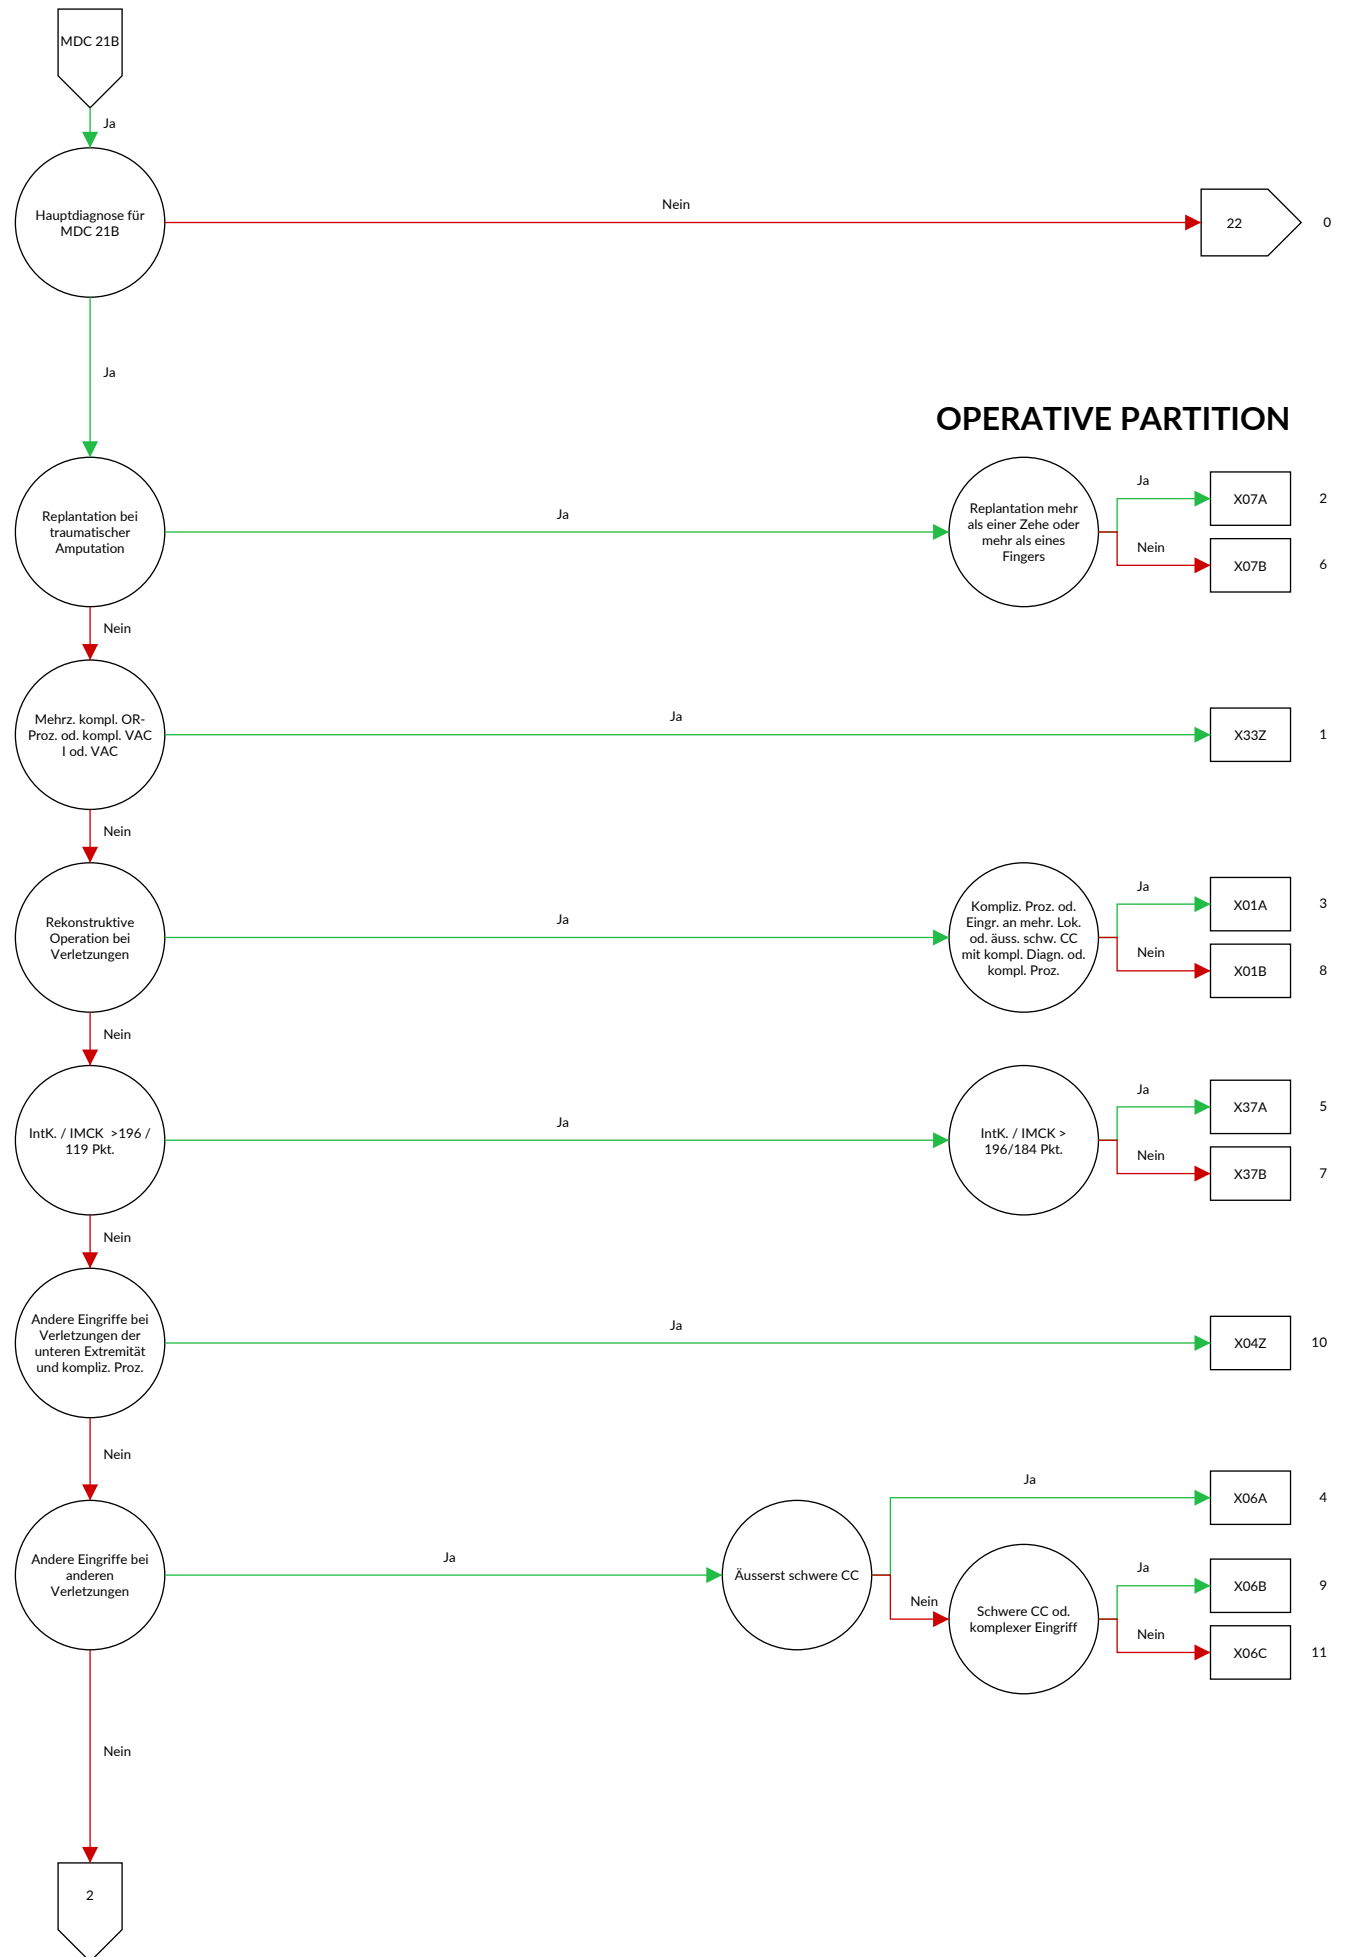 MDC 21B
Ja
Hauptdiagnose für
MDC 21B
Nein
22
0
Ja
OPERATIVE PARTITION
Replantation bei
traumatischer
Amputation
Ja
Replantation mehr
als einer Zehe oder
mehr als eines
Fingers
Ja
X07A
2
Nein
X07B
6
Nein
Mehrz. kompl. OR-
Proz. od. kompl. VAC
I od. VAC
Ja
X33Z
1
Nein
Rekonstruktive
Operation bei
Verletzungen
Ja
Kompliz. Proz. od.
Eingr. an mehr. Lok.
od. äuss. schw. CC
mit kompl. Diagn. od.
kompl. Proz.
Ja
X01A
3
Nein
X01B
8
Nein
IntK. / IMCK >196 /
119 Pkt.
Ja
IntK. / IMCK >
196/184 Pkt.
Ja
X37A
5
Nein
X37B
7
Nein
Andere Eingriffe bei
Verletzungen der
unteren Extremität
und kompliz. Proz.
Ja
X04Z
10
Nein
Andere Eingriffe bei
anderen
Verletzungen
Ja
Äusserst schwere CC
Ja
X06A
4
Nein
Schwere CC od.
komplexer Eingriff
Ja
X06B
9
Nein
X06C
11
Nein
2